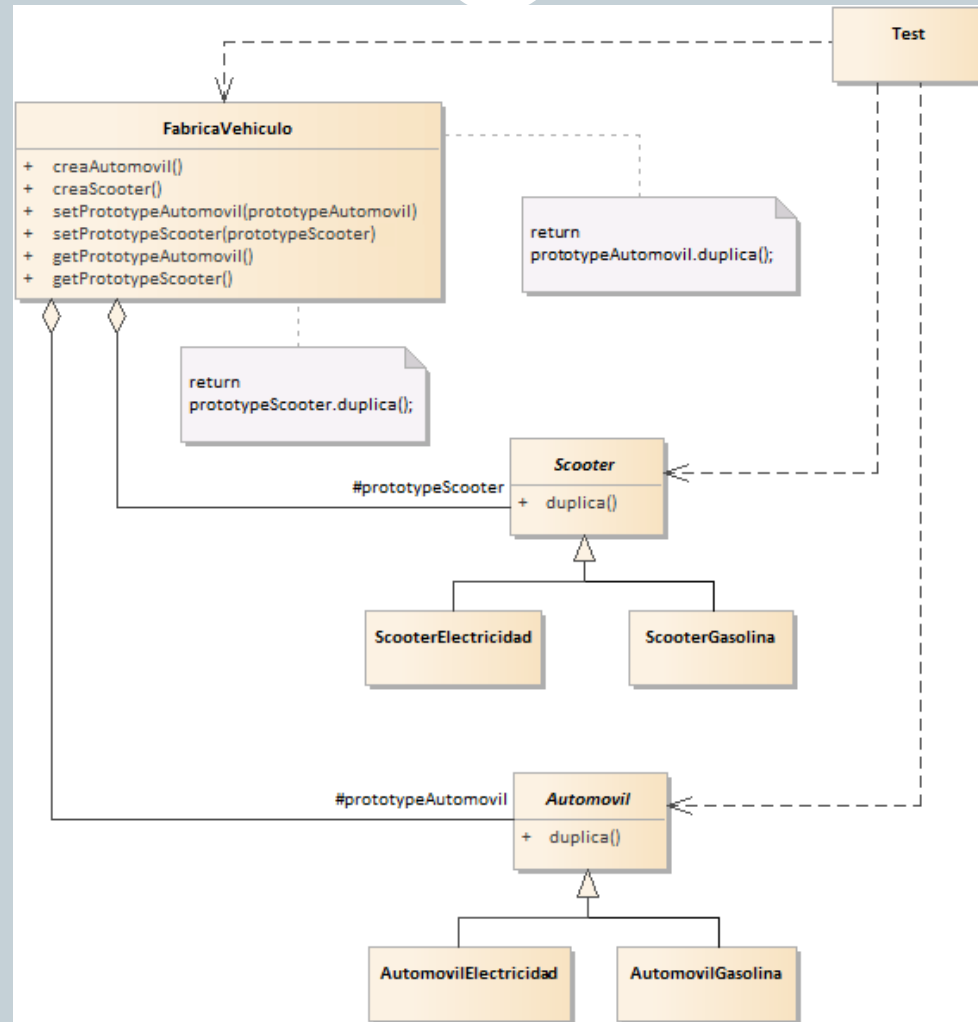 Test
FabricaVehiculo
+ creaAutomovil()
+ creaScooter()
+ setPrototypeAutomovil(prototypeAutomovil)
+ setPrototypeScooter(prototypeScooter)
+ getPrototypeAutomovil()
+ getPrototypeScooter()
return
prototypeAutomovil.duplica();
return
prototypeScooter.duplica();
Scooter
#prototypeScooter
+ duplica()
ScooterElectricidad
ScooterGasolina
#prototypeAutomovil
Automovil
+ duplica()
AutomovilElectricidad
AutomovilGasolina